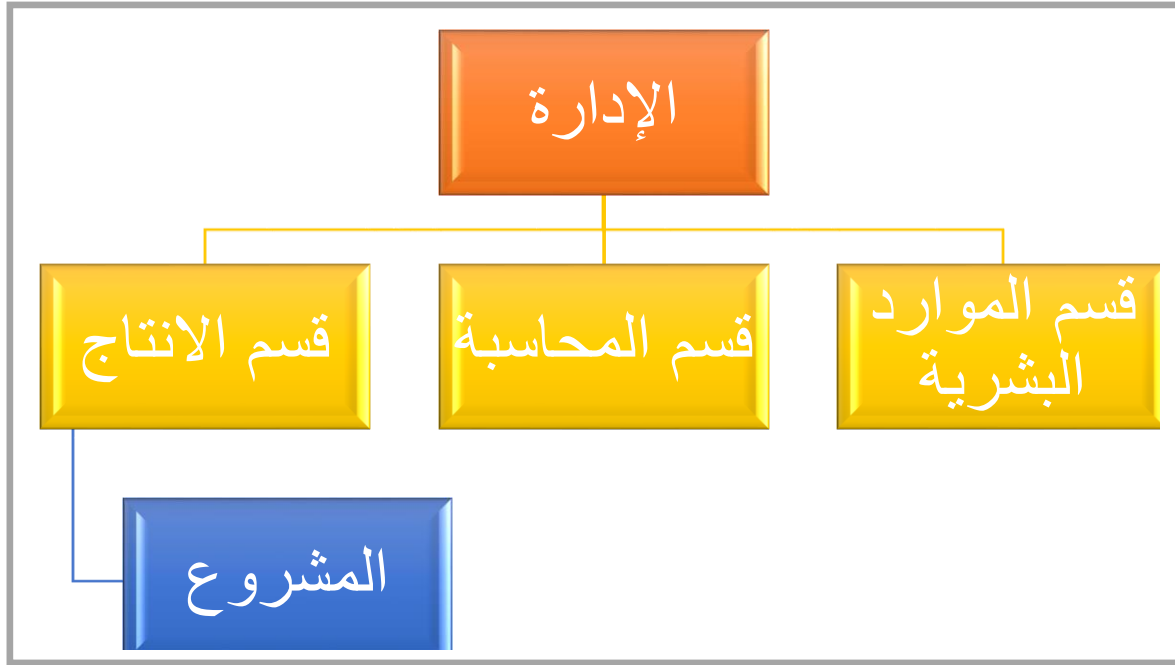 الإدارة
قسم الموارد
البشرية
قسم المحاسبة
قسم الانتاج
المشروع